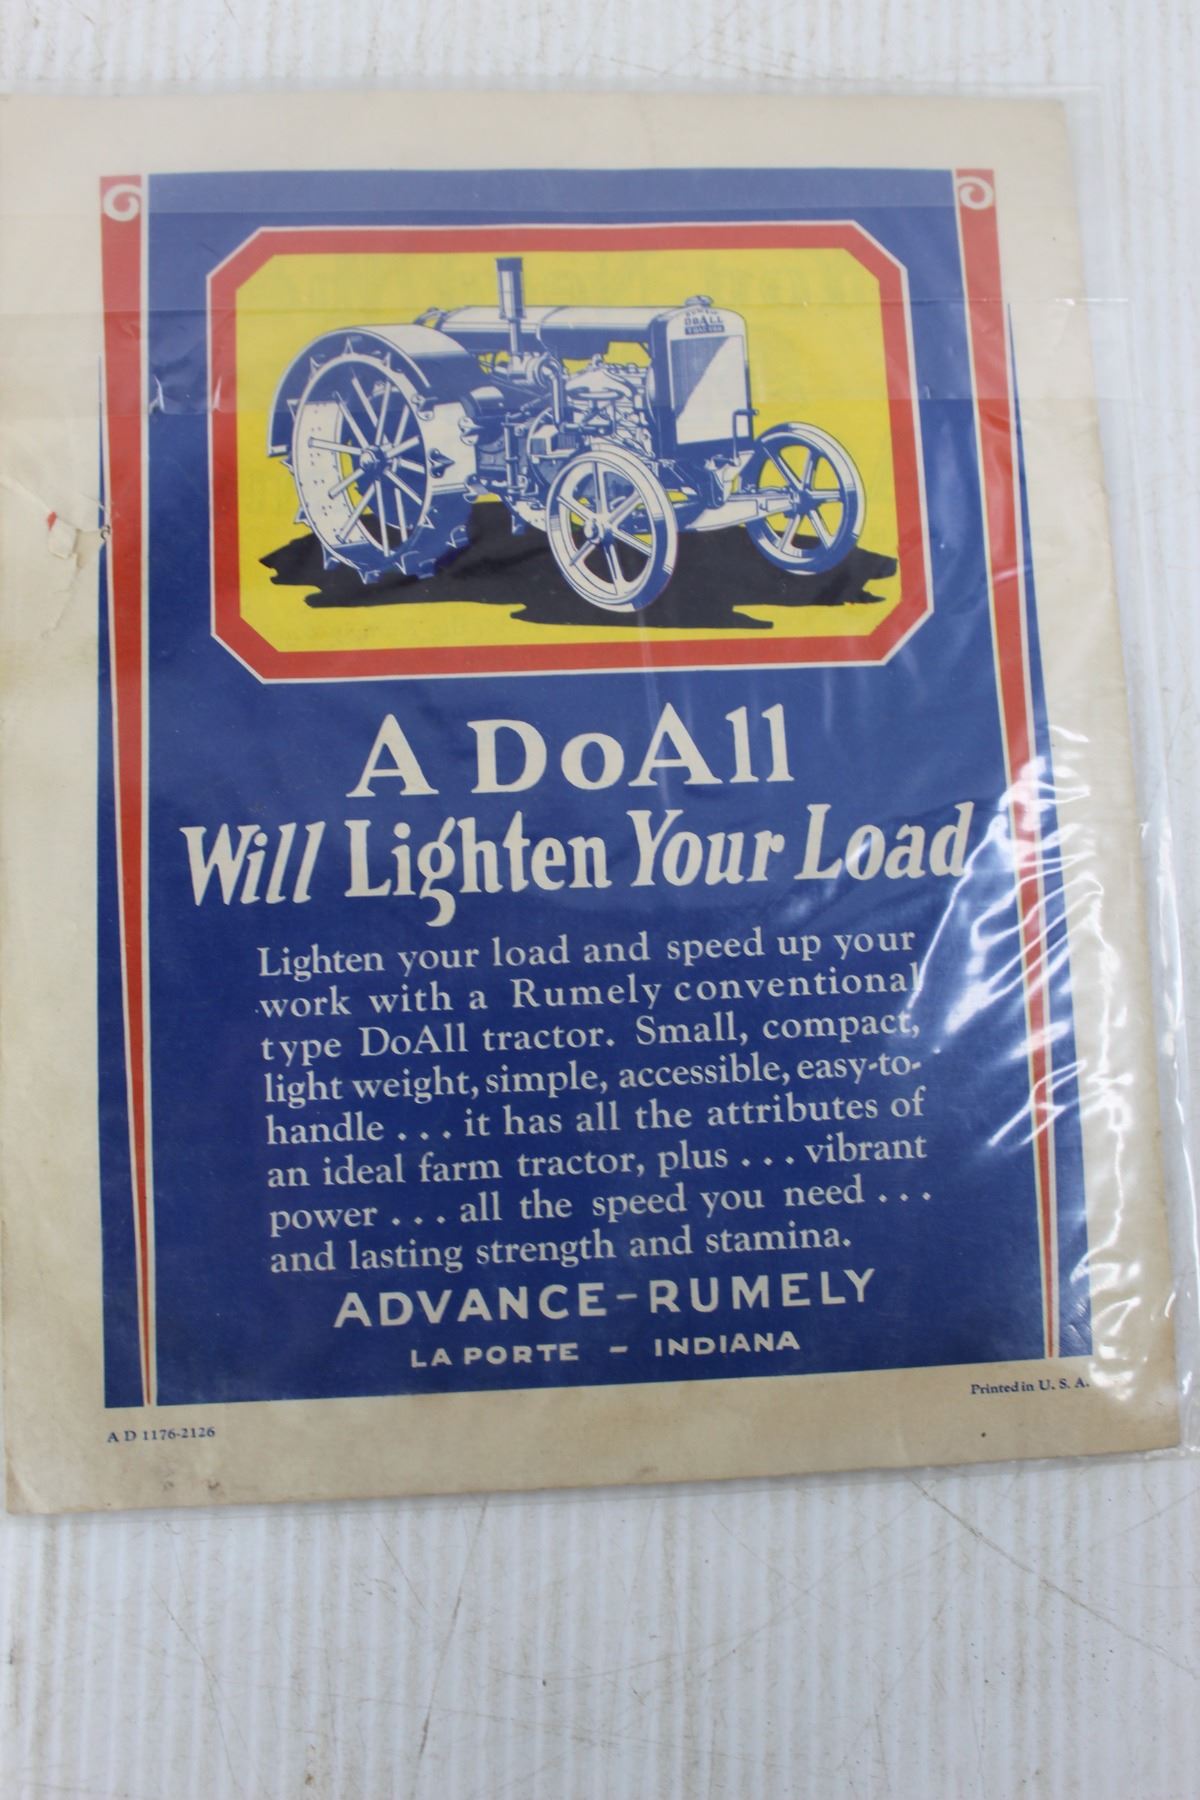 RUMELY
DOALL
TRACTOR
A DoAll
Will Lighten Your Load
Lighten your load and speed up your
work with a Rumely conventional
type DoAll tractor. Small, compact,
light weight, simple, accessible, easy-to-
handle . . . it has all the attributes of
an ideal farm tractor, plus . . . vibrant
power . . . all the speed you need . . .
and lasting strength and stamina.
ADVANCE-RUMELY
LA PORTE - INDIANA
Printed in U. S. A.
A D 1176-2126